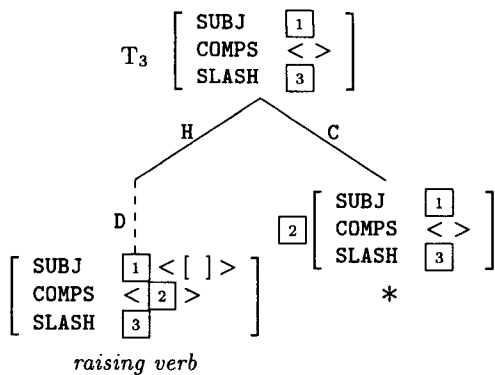 T₃ [ SUBJ [1]
COMPS < >
SLASH [3] ]
H C
D
[2] [ SUBJ [1]
COMPS < >
SLASH [3] ]
*
[ SUBJ [1] < [ ] >
COMPS < [2] >
SLASH [3] ]
raising verb